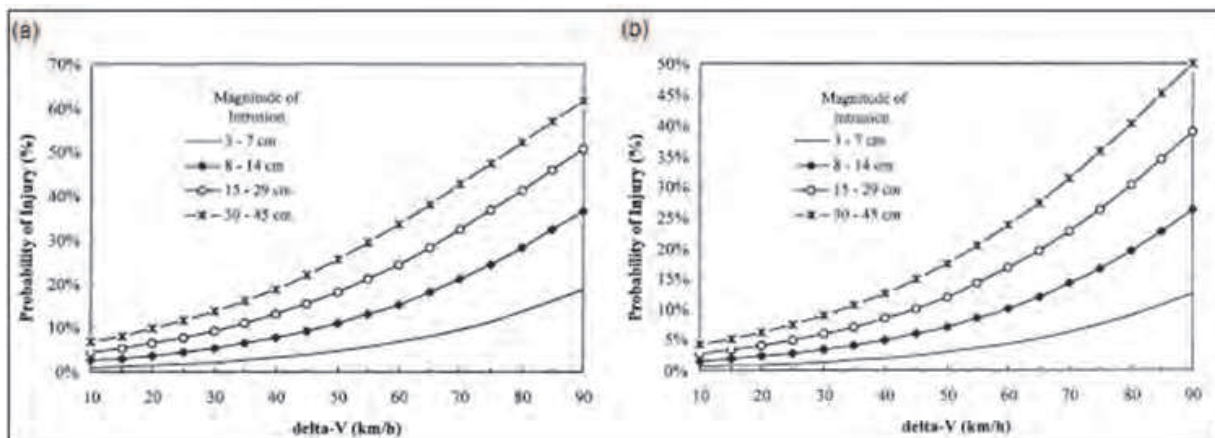 (a)
70%
60%
50%
40%
30%
20%
10%
0%
Probability of Injury (%)
Magnitude of
Intrusion
3 - 7 cm
8 - 14 cm
15 - 29 cm
30 - 45 cm
10 20 30 40 50 60 70 80 90
delta-V (km/h)
(b)
50%
45%
40%
35%
30%
25%
20%
15%
10%
5%
0%
Probability of Injury (%)
Magnitude of
Intrusion
3 - 7 cm
8 - 14 cm
15 - 29 cm
30 - 45 cm
10 20 30 40 50 60 70 80 90
delta-V (km/h)